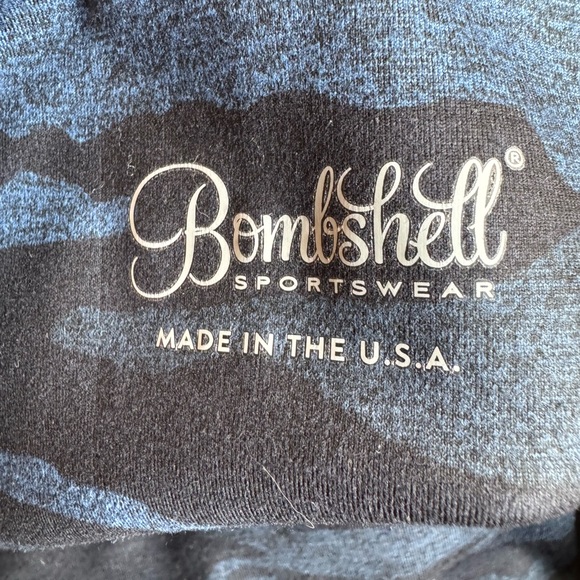 Bombshell®
SPORTSWEAR
MADE IN THE U.S.A.